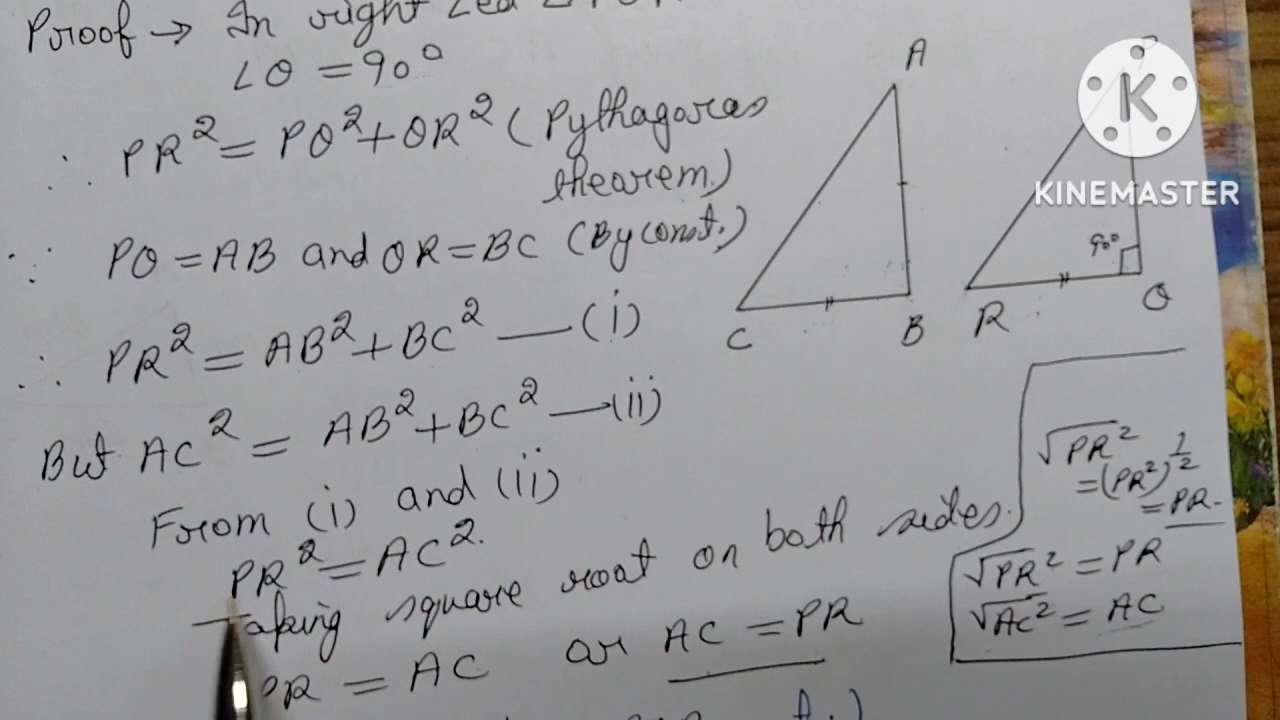 Proof → In right ∠ed
∠Q = 90°
∴ PR² = PQ² + QR² (Pythagoras
theorem)
∵ PQ = AB and QR = BC (By const.)
∴ PR² = AB² + BC² — (i)
But AC² = AB² + BC² — (ii)
From (i) and (ii)
PR² = AC².
Taking square root on both sides.
PR = AC or AC = PR
A
C
B
90°
R
Q
K
KINEMASTER
√PR²
= (PR²)^1/2
= PR.
√PR² = PR
√AC² = AC